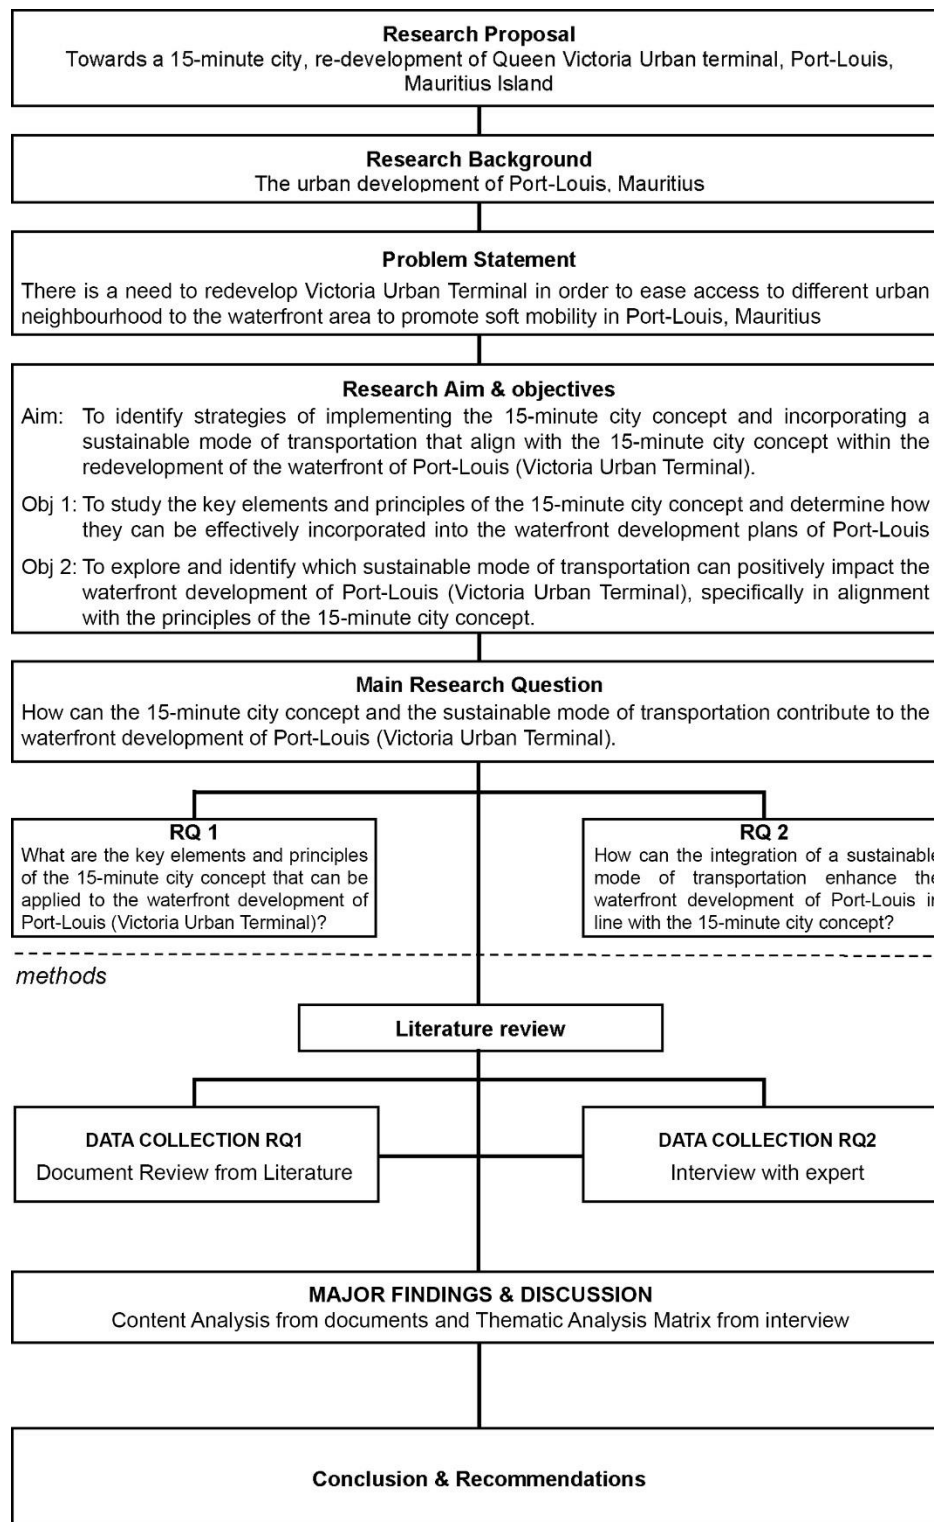 Research Proposal
Towards a 15-minute city, re-development of Queen Victoria Urban terminal, Port-Louis,
Mauritius Island
Research Background
The urban development of Port-Louis, Mauritius
Problem Statement
There is a need to redevelop Victoria Urban Terminal in order to ease access to different urban
neighbourhood to the waterfront area to promote soft mobility in Port-Louis, Mauritius
Research Aim & objectives
Aim: To identify strategies of implementing the 15-minute city concept and incorporating a
sustainable mode of transportation that align with the 15-minute city concept within the
redevelopment of the waterfront of Port-Louis (Victoria Urban Terminal).
Obj 1: To study the key elements and principles of the 15-minute city concept and determine how
they can be effectively incorporated into the waterfront development plans of Port-Louis
Obj 2: To explore and identify which sustainable mode of transportation can positively impact the
waterfront development of Port-Louis (Victoria Urban Terminal), specifically in alignment
with the principles of the 15-minute city concept.
Main Research Question
How can the 15-minute city concept and the sustainable mode of transportation contribute to the
waterfront development of Port-Louis (Victoria Urban Terminal).
RQ 1
What are the key elements and principles
of the 15-minute city concept that can be
applied to the waterfront development of
Port-Louis (Victoria Urban Terminal)?
RQ 2
How can the integration of a sustainable
mode of transportation enhance the
waterfront development of Port-Louis in
line with the 15-minute city concept?
methods
Literature review
DATA COLLECTION RQ1
Document Review from Literature
DATA COLLECTION RQ2
Interview with expert
MAJOR FINDINGS & DISCUSSION
Content Analysis from documents and Thematic Analysis Matrix from interview
Conclusion & Recommendations